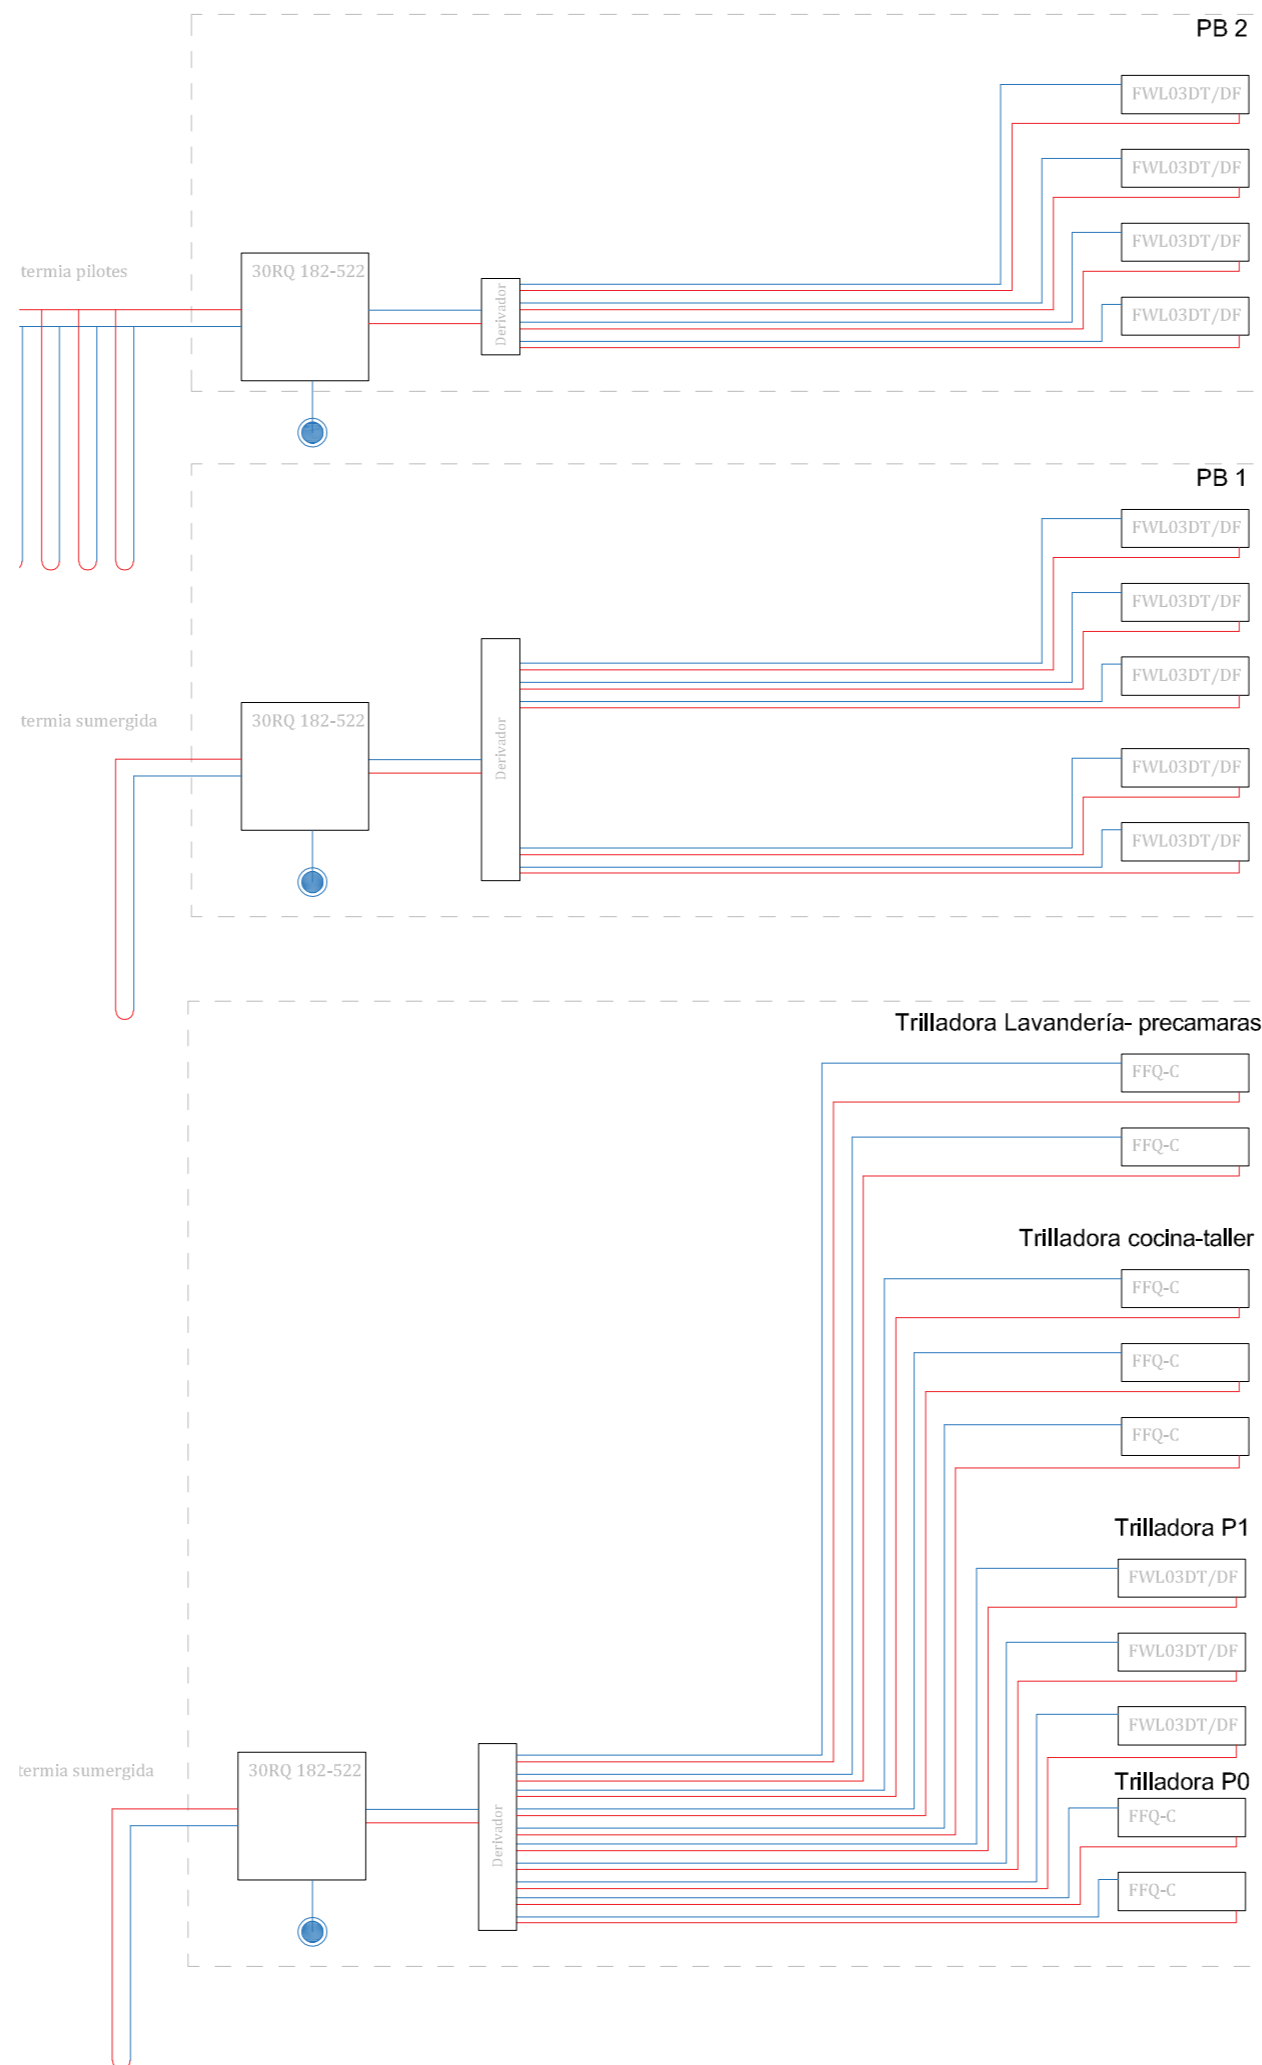 PB 2
FWL03DT/DF
FWL03DT/DF
FWL03DT/DF
FWL03DT/DF
termia pilotes
30RQ 182-522
Derivador
PB 1
FWL03DT/DF
FWL03DT/DF
FWL03DT/DF
FWL03DT/DF
FWL03DT/DF
termia sumergida
30RQ 182-522
Derivador
Trilladora Lavandería- precamaras
FFQ-C
FFQ-C
Trilladora cocina-taller
FFQ-C
FFQ-C
FFQ-C
Trilladora P1
FWL03DT/DF
FWL03DT/DF
FWL03DT/DF
termia sumergida
30RQ 182-522
Derivador
Trilladora P0
FFQ-C
FFQ-C